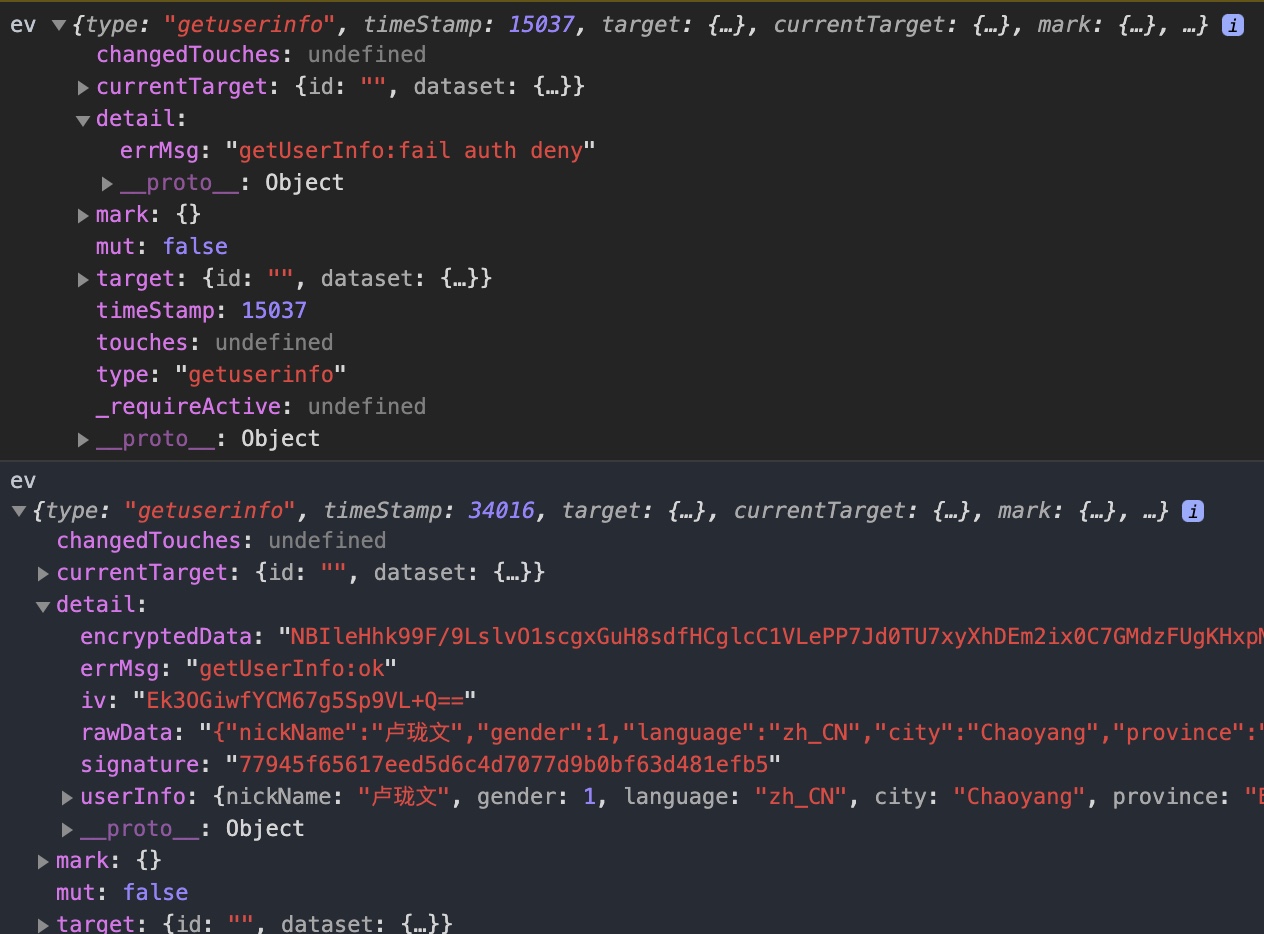 ev ▼{type: "getuserinfo", timeStamp: 15037, target: {…}, currentTarget: {…}, mark: {…}, …} i
changedTouches: undefined
▶currentTarget: {id: "", dataset: {…}}
▼detail:
errMsg: "getUserInfo:fail auth deny"
▶__proto__: Object
▶mark: {}
mut: false
▶target: {id: "", dataset: {…}}
timeStamp: 15037
touches: undefined
type: "getuserinfo"
_requireActive: undefined
▶__proto__: Object
ev
▼{type: "getuserinfo", timeStamp: 34016, target: {…}, currentTarget: {…}, mark: {…}, …} i
changedTouches: undefined
▶currentTarget: {id: "", dataset: {…}}
▼detail:
encryptedData: "NBIleHhk99F/9LslvO1scgxGuH8sdfHCglcC1VLePP7Jd0TU7xyXhDEm2ix0C7GMdzFUgKHxp
errMsg: "getUserInfo:ok"
iv: "Ek3OGiwfYCM67g5Sp9VL+Q=="
rawData: "{"nickName":"卢珑文","gender":1,"language":"zh_CN","city":"Chaoyang","province":"
signature: "77945f65617eed5d6c4d7077d9b0bf63d481efb5"
▶userInfo: {nickName: "卢珑文", gender: 1, language: "zh_CN", city: "Chaoyang", province: "
▶__proto__: Object
▶mark: {}
mut: false
▶target: {id: "", dataset: {…}}